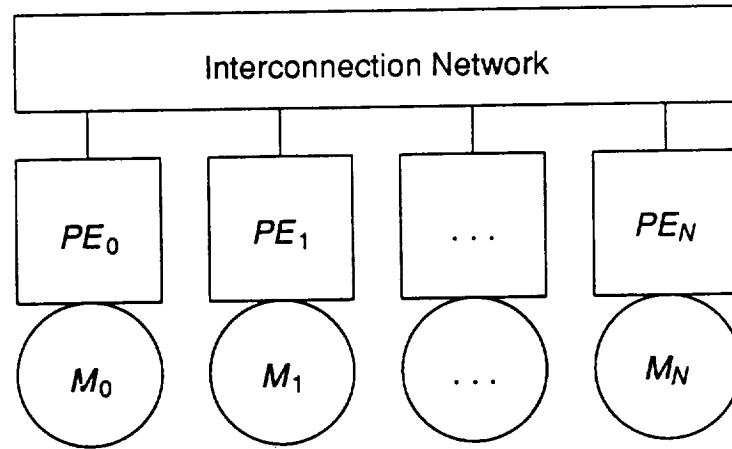 Interconnection Network
PE0 PE1 ... PEN
M0 M1 ... MN